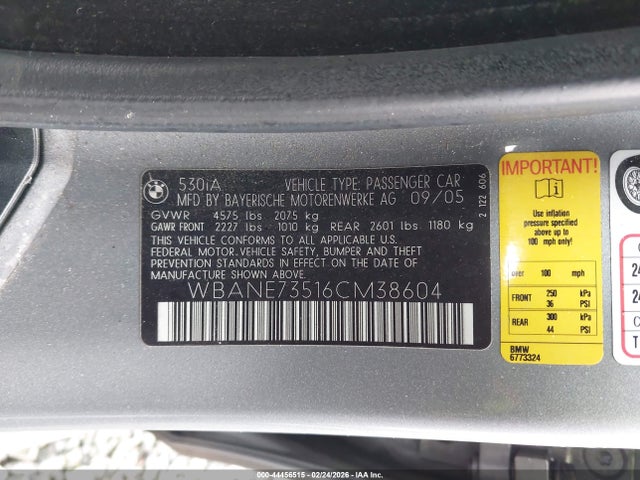 BMW
530iA VEHICLE TYPE: PASSENGER CAR
MFD BY BAYERISCHE MOTORENWERKE AG 09/05
GVWR 4575 lbs 2075 kg
GAWR FRONT 2227 lbs 1010 kg REAR 2601 lbs 1180 kg
THIS VEHICLE CONFORMS TO ALL APPLICABLE U.S.
FEDERAL MOTOR VEHICLE SAFETY, BUMPER AND THEFT
PREVENTION STANDARDS IN EFFECT ON THE DATE OF
MANUFACTURE SHOWN ABOVE.
WBANE73516CM38604
2 122 606
IMPORTANT!
Use inflation
pressure specified
above up to
100 mph only!
over 100 mph
FRONT 250 kPa
36 PSI
REAR 300 kPa
44 PSI
BMW
6773324
24
24
C
T
000-44456515 - 02/24/2026 - IAA Inc.